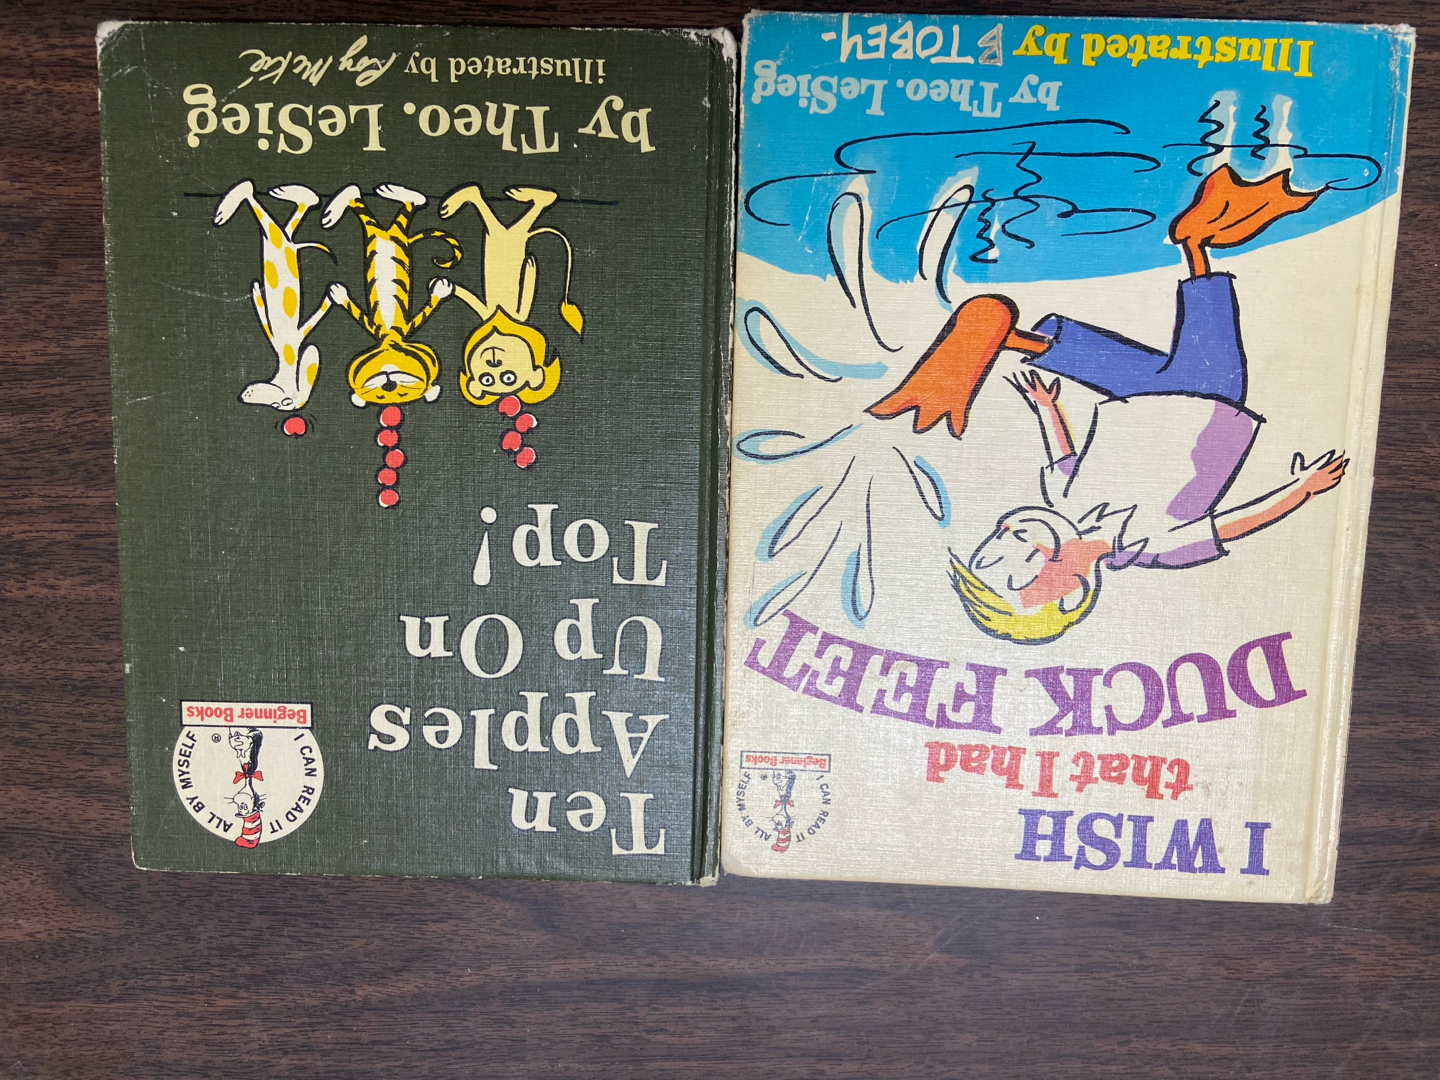 I WISH
that I had
DUCK FEET
by Theo. LeSieg
Illustrated by B TOBEY-
I CAN READ IT ALL BY MYSELF
Beginner Books
Ten
Apples
Up On
Top!
by Theo. LeSieg
illustrated by Roy McKié
I CAN READ IT ALL BY MYSELF
Beginner Books
®